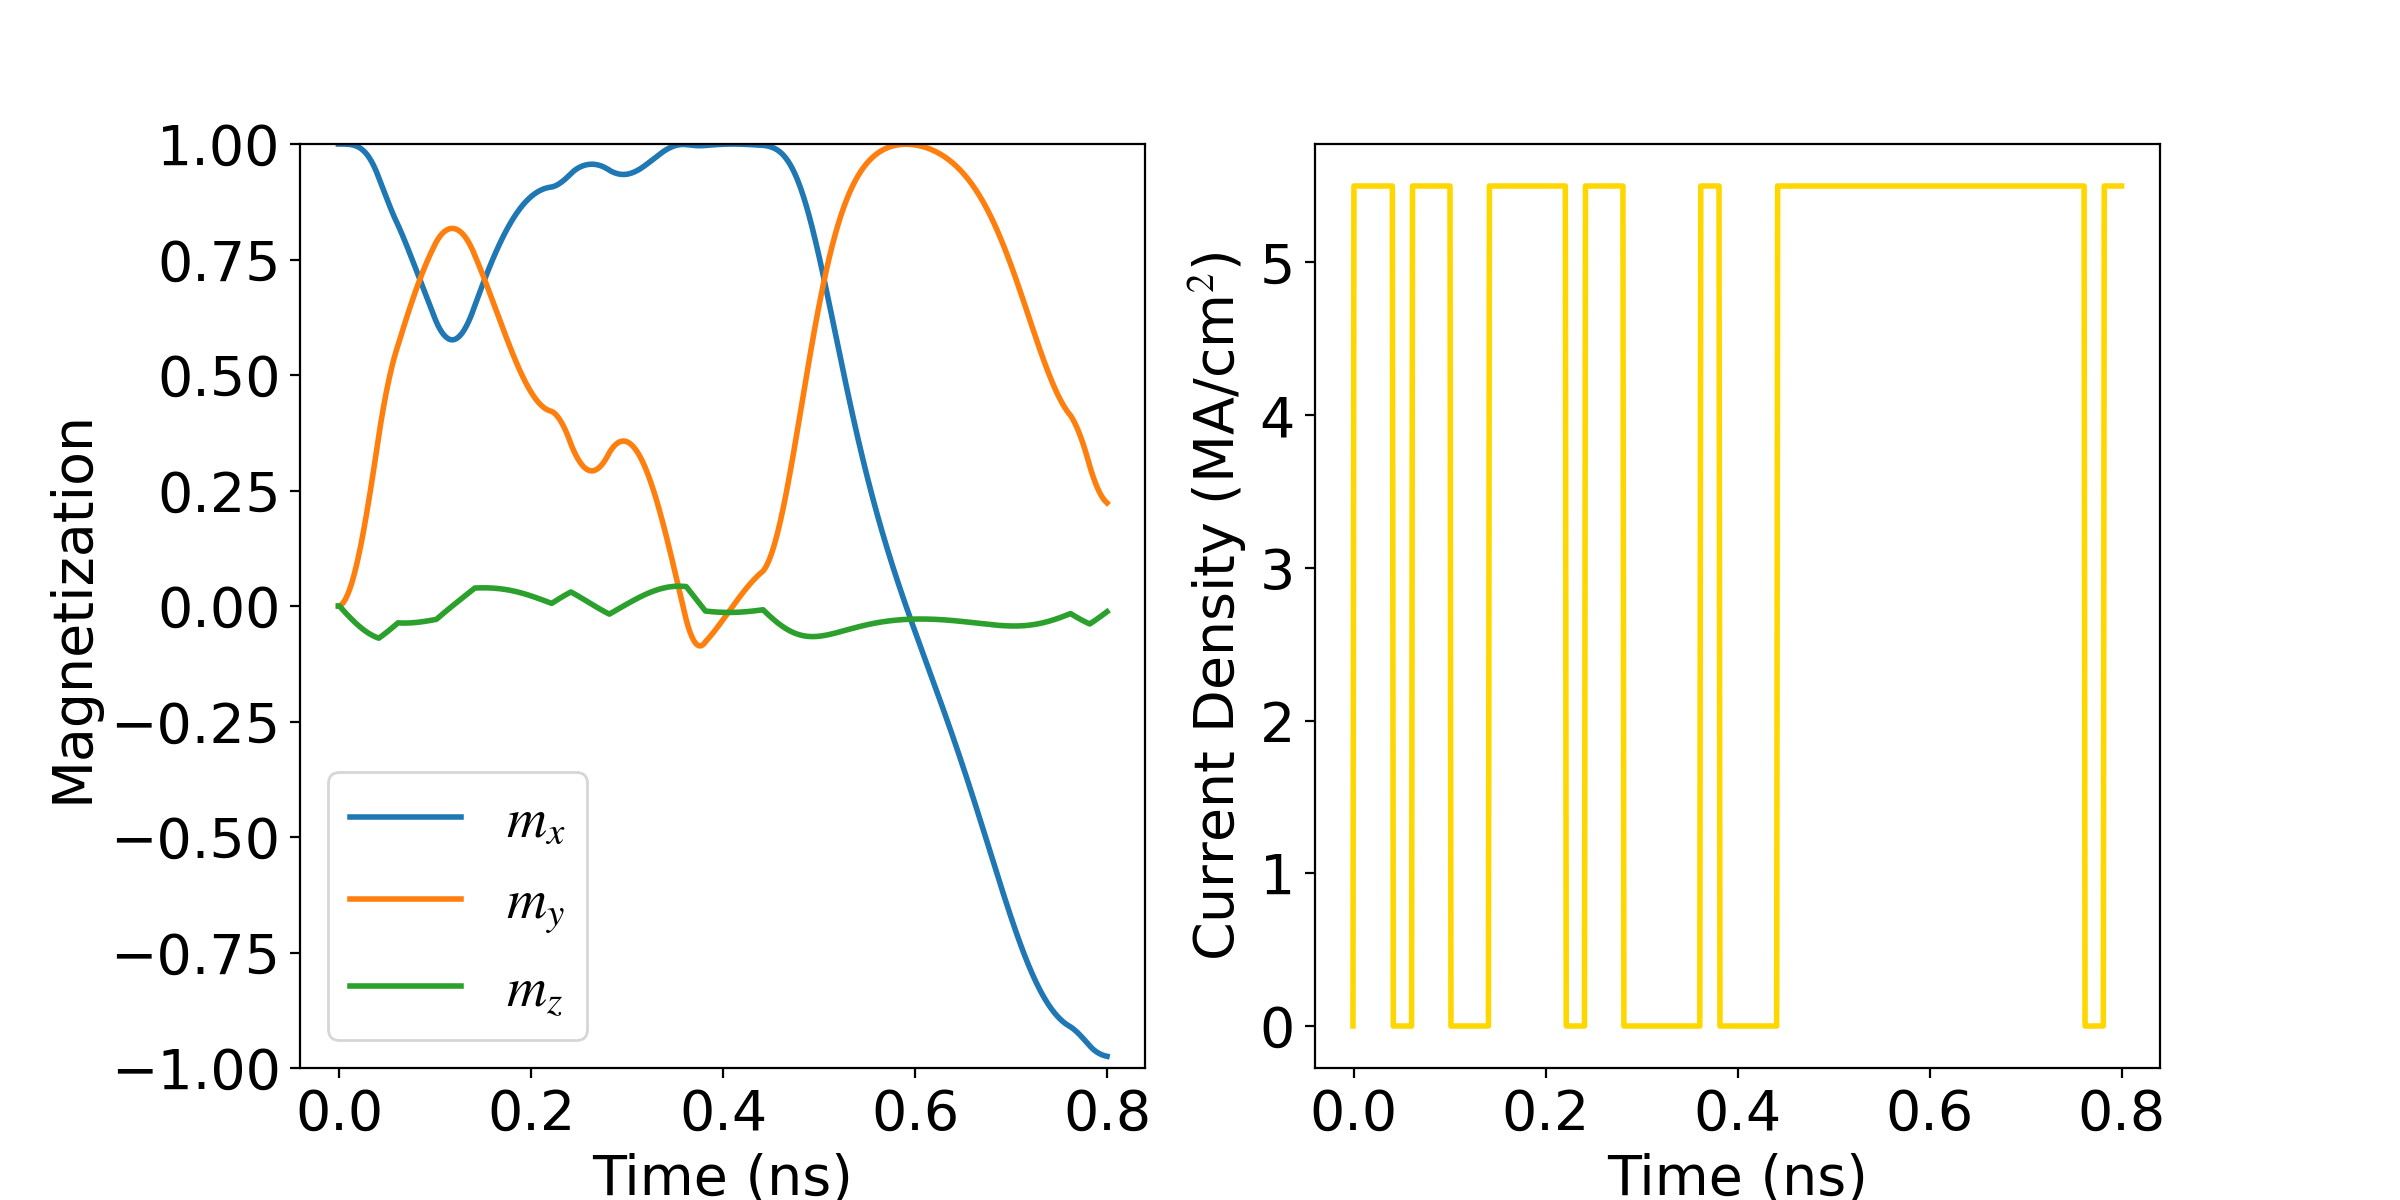 Magnetization
1.00
0.75
0.50
0.25
0.00
−0.25
−0.50
−0.75
−1.00
m_x
m_y
m_z
0.0 0.2 0.4 0.6 0.8
Time (ns)
Current Density (MA/cm²)
5
4
3
2
1
0
0.0 0.2 0.4 0.6 0.8
Time (ns)